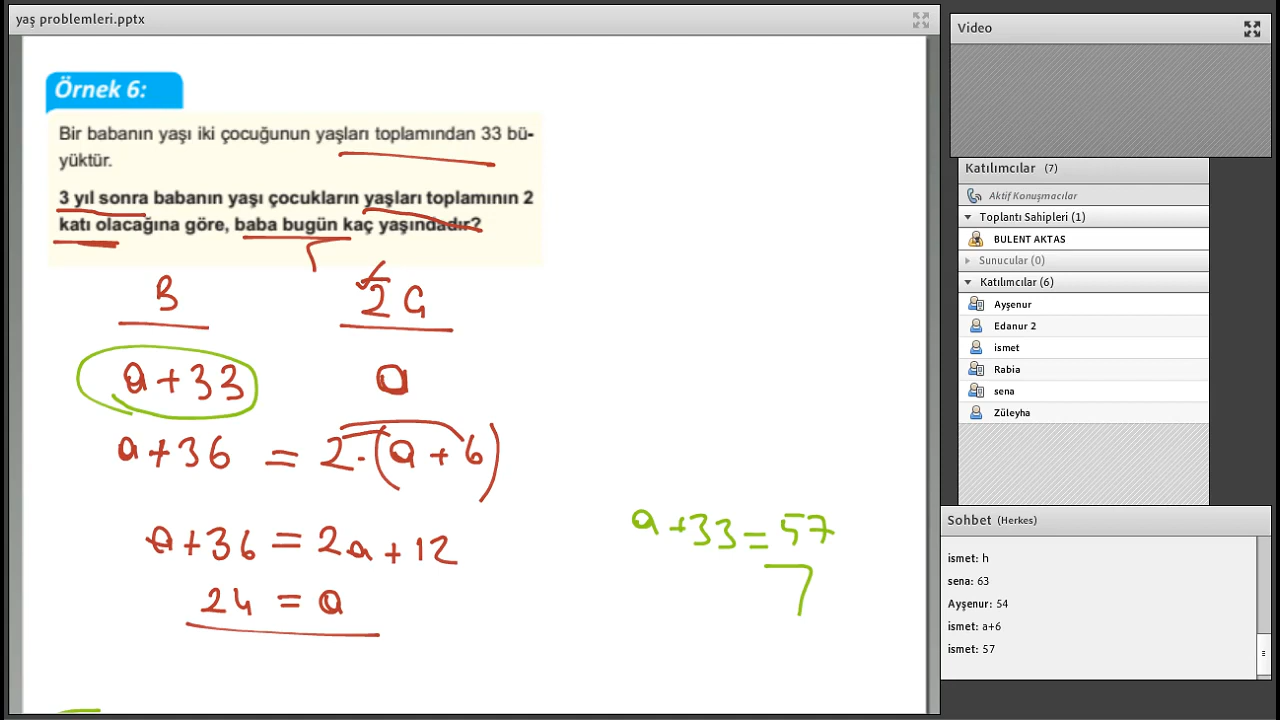 yaş problemleri.pptx
Örnek 6:
Bir babanın yaşı iki çocuğunun yaşları toplamından 33 bü-
yüktür.
3 yıl sonra babanın yaşı çocukların yaşları toplamının 2
katı olacağına göre, baba bugün kaç yaşındadır?
B 2Ç
a+33 a
a+36 = 2.(a+6)
a+36 = 2a+12
24 = a
a+33=57
Video
Katılımcılar (7)
Aktif Konuşmacılar
Toplantı Sahipleri (1)
BULENT AKTAS
Sunucular (0)
Katılımcılar (6)
Ayşenur
Edanur 2
ismet
Rabia
sena
Züleyha
Sohbet (Herkes)
ismet: h
sena: 63
Ayşenur: 54
ismet: a+6
ismet: 57